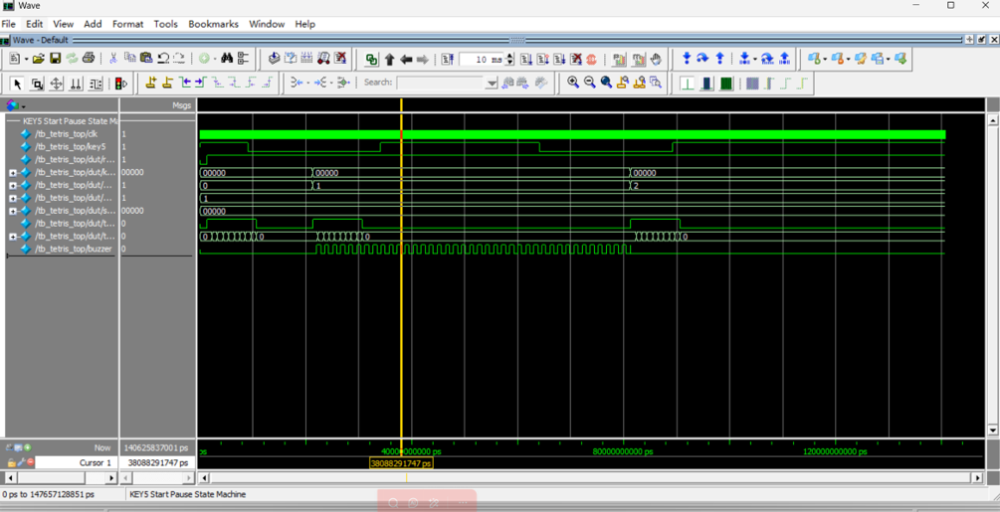 Wave
File Edit View Add Format Tools Bookmarks Window Help
Wave - Default
10 ms
Search:
Msgs
KEY5 Start Pause State Ma
/tb_tetris_top/clk 1
/tb_tetris_top/key5 1
/tb_tetris_top/dut/r... 1
/tb_tetris_top/dut/k... 00000 00000 00000 00000
/tb_tetris_top/dut/... 1 0 1 2
/tb_tetris_top/dut/... 1 1
/tb_tetris_top/dut/s... 00000 00000
/tb_tetris_top/dut/t... 0
/tb_tetris_top/dut/t... 0 0 0 0 0
/tb_tetris_top/buzzer 0
Now 140625837001 ps ps 80000000000 ps 120000000000 ps
Cursor 1 38088291747 ps 38088291747 ps
0 ps to 147657128851 ps KEY5 Start Pause State Machine